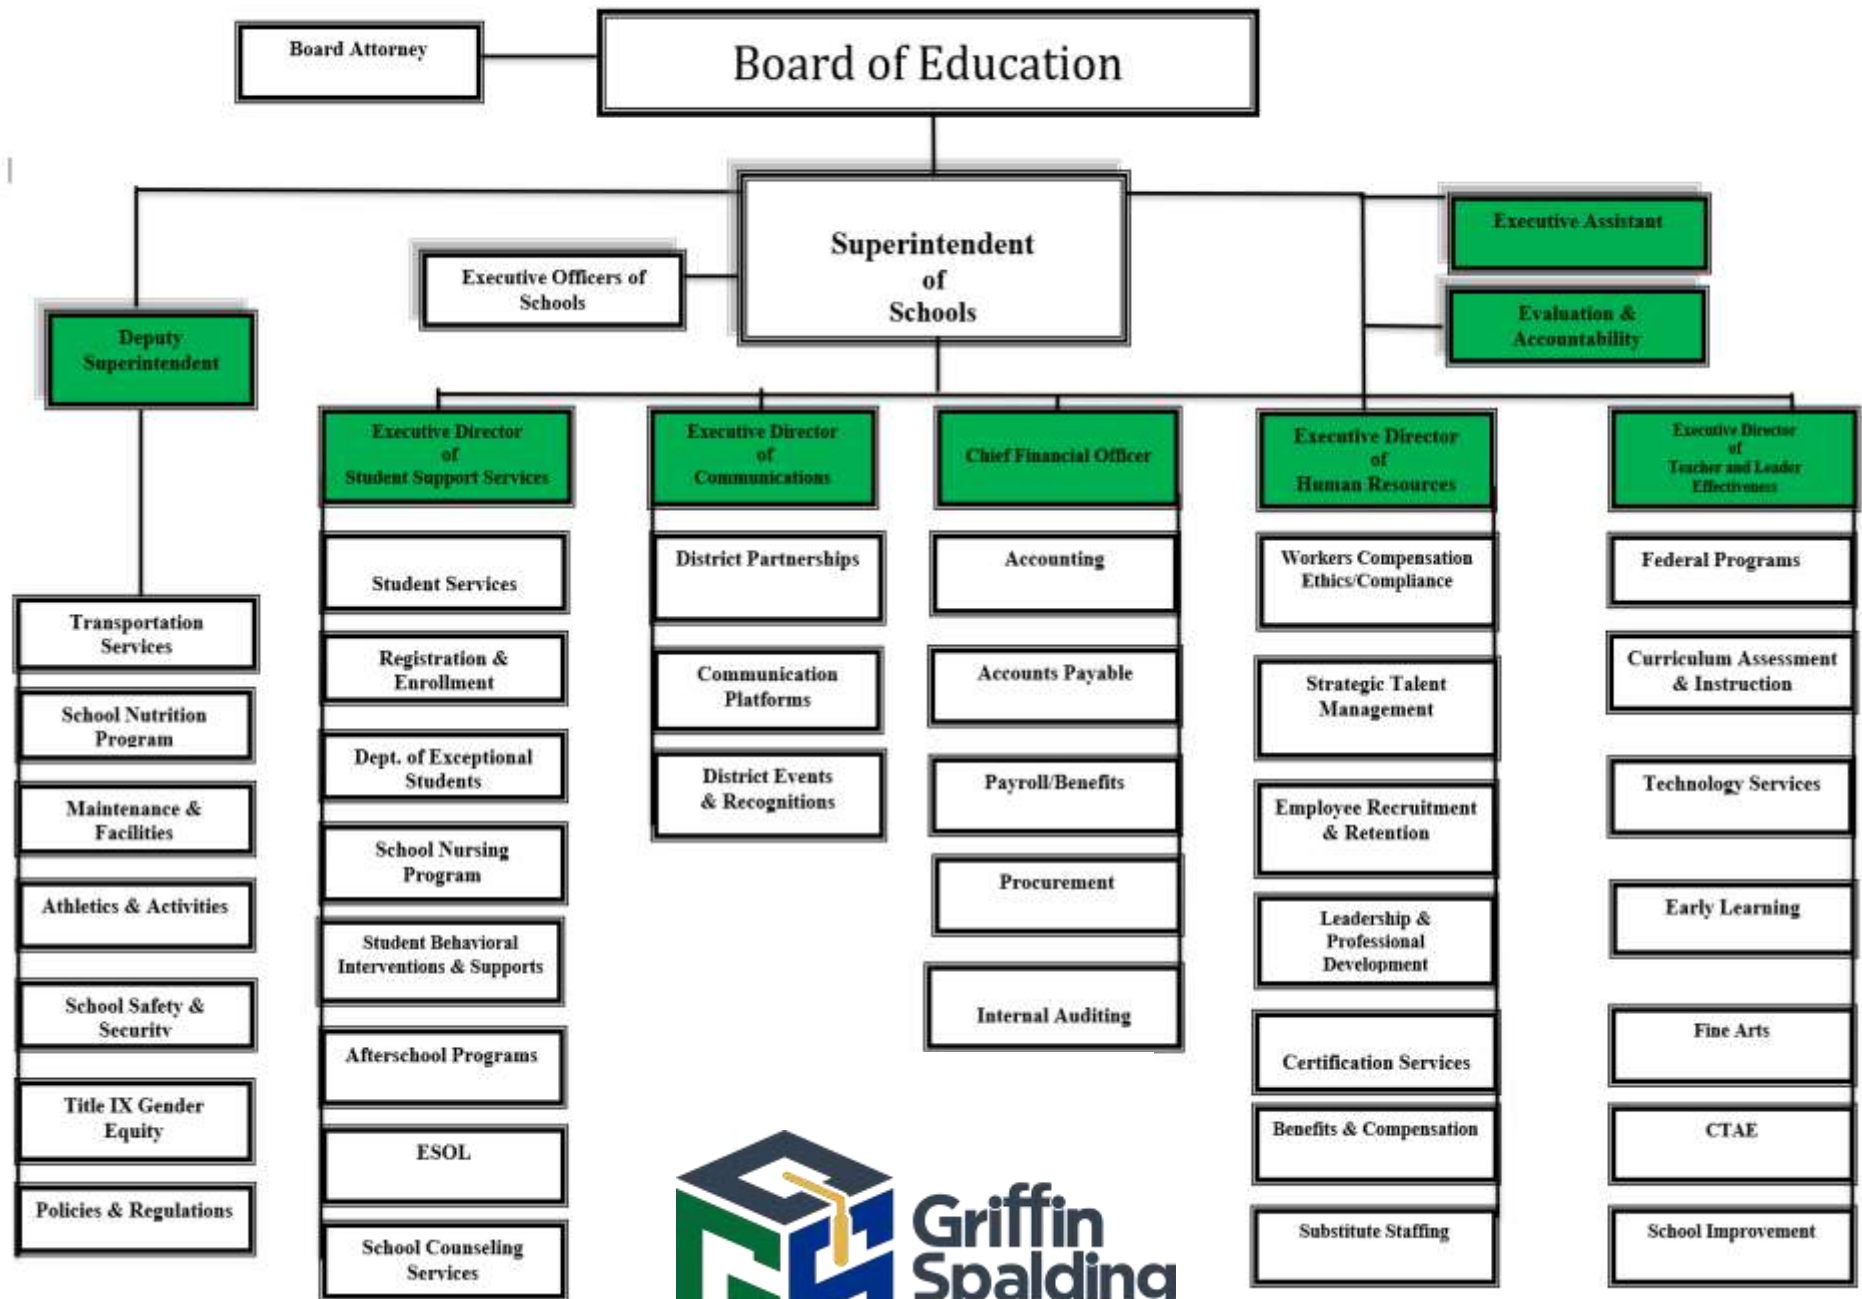 Board Attorney
Board of Education
Superintendent
of
Schools
Executive Officers of
Schools
Executive Assistant
Evaluation &
Accountability
Deputy
Superintendent
Transportation
Services
School Nutrition
Program
Maintenance &
Facilities
Athletics & Activities
School Safety &
Security
Title IX Gender
Equity
Policies & Regulations
Executive Director
of
Student Support Services
Student Services
Registration &
Enrollment
Dept. of Exceptional
Students
School Nursing
Program
Student Behavioral
Interventions & Supports
Afterschool Programs
ESOL
School Counseling
Services
Executive Director
of
Communications
District Partnerships
Communication
Platforms
District Events
& Recognitions
Chief Financial Officer
Accounting
Accounts Payable
Payroll/Benefits
Procurement
Internal Auditing
Executive Director
of
Human Resources
Workers Compensation
Ethics/Compliance
Strategic Talent
Management
Employee Recruitment
& Retention
Leadership &
Professional
Development
Certification Services
Benefits & Compensation
Substitute Staffing
Executive Director
of
Teacher and Leader
Effectiveness
Federal Programs
Curriculum Assessment
& Instruction
Technology Services
Early Learning
Fine Arts
CTAE
School Improvement
Griffin
Spalding